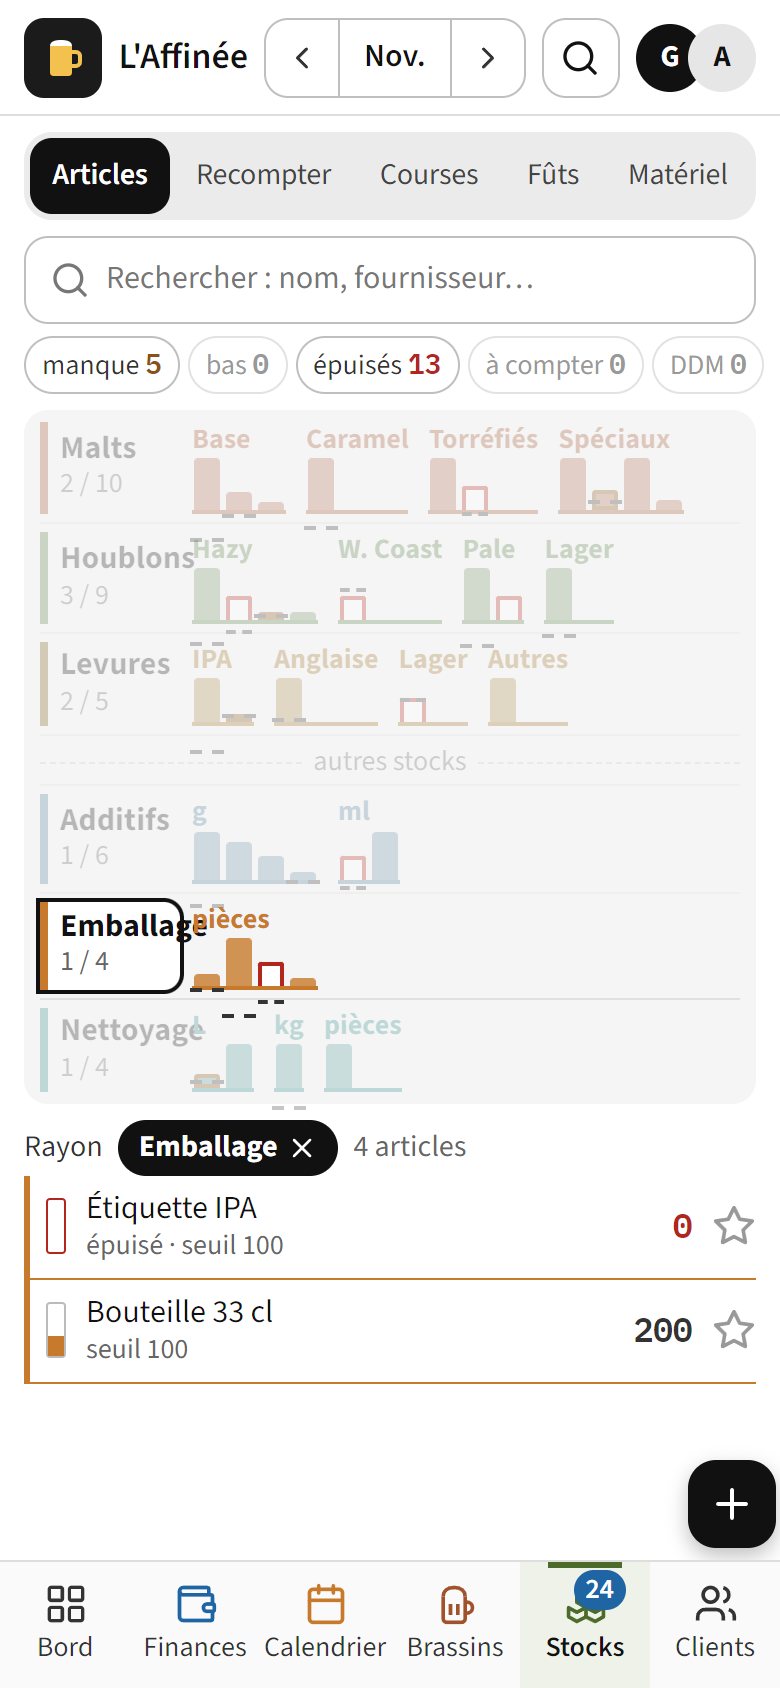 L'Affinée
Nov.
G A
Articles Recompter Courses Fûts Matériel
Rechercher : nom, fournisseur…
manque 5 bas 0 épuisés 13 à compter 0 DDM 0
Malts
2 / 10
Base Caramel Torréfiés Spéciaux
Houblons
3 / 9
Hazy W. Coast Pale Lager
Levures
2 / 5
IPA Anglaise Lager Autres
autres stocks
Additifs
1 / 6
g ml
Emballage
1 / 4
pièces
Nettoyage
1 / 4
L kg pièces
Rayon Emballage 4 articles
Étiquette IPA
épuisé · seuil 100
0
Bouteille 33 cl
seuil 100
200
24
Bord Finances Calendrier Brassins Stocks Clients